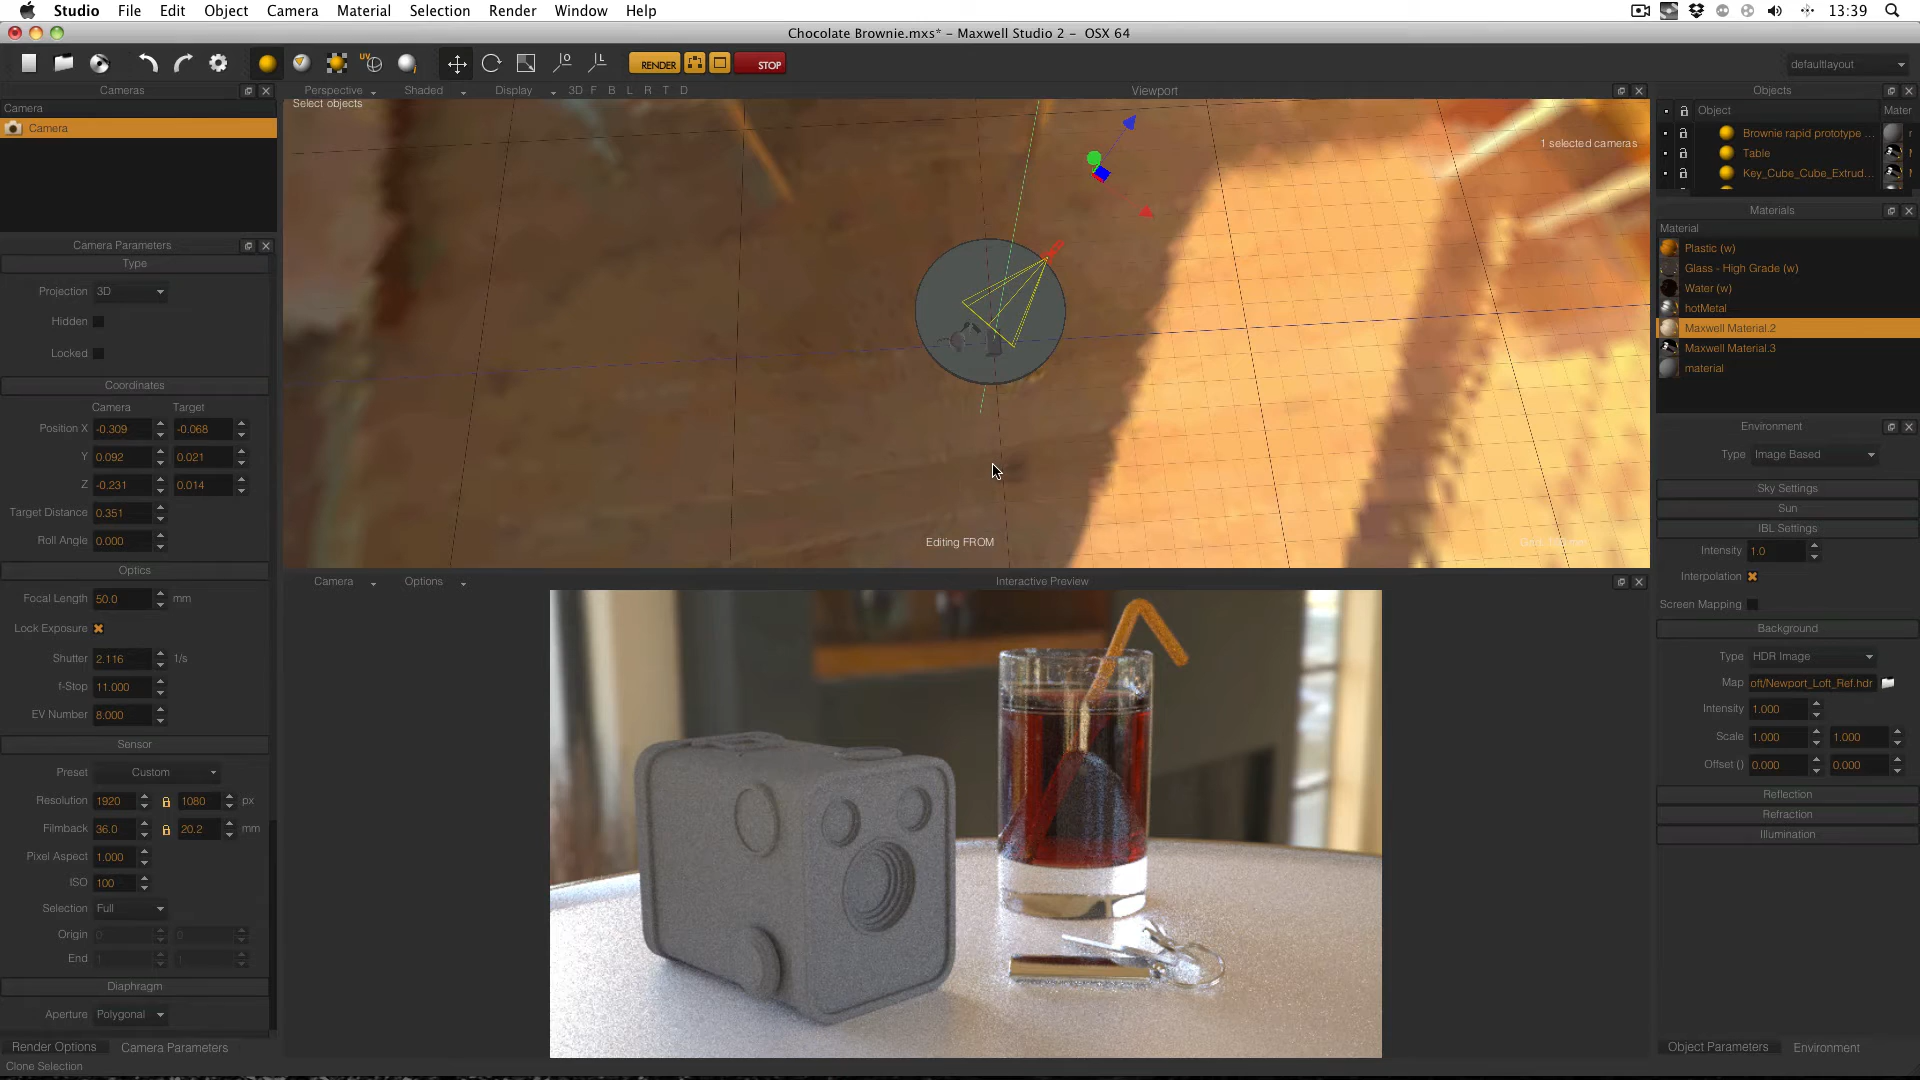 Studio File Edit Object Camera Material Selection Render Window Help 13:39
Chocolate Brownie.mxs* – Maxwell Studio 2 – OSX 64
RENDER STOP defaultlayout
Cameras
Camera
Camera
Camera Parameters
Type
Projection 3D
Hidden
Locked
Coordinates
Camera Target
Position X -0.309 -0.068
Y 0.092 0.021
Z -0.231 0.014
Target Distance 0.351
Roll Angle 0.000
Optics
Focal Length 50.0 mm
Lock Exposure
Shutter 2.116 1/s
f-Stop 11.000
EV Number 8.000
Sensor
Preset Custom
Resolution 1920 1080 px
Filmback 36.0 20.2 mm
Pixel Aspect 1.000
ISO 100
Selection Full
Origin 0 0
End 1 1
Diaphragm
Aperture Polygonal
Render Options Camera Parameters
Clone Selection
Perspective Shaded Display 3D F B L R T D Viewport
Select objects
1 selected cameras
Editing FROM
Camera Options Interactive Preview
Objects
Object Mater
Brownie rapid prototype ...
Table
Key_Cube_Cube_Extrud...
Materials
Material
Plastic (w)
Glass - High Grade (w)
Water (w)
hotMetal
Maxwell Material.2
Maxwell Material.3
material
Environment
Type Image Based
Sky Settings
Sun
IBL Settings
Intensity 1.0
Interpolation
Screen Mapping
Background
Type HDR Image
Map oft/Newport_Loft_Ref.hdr
Intensity 1.000
Scale 1.000 1.000
Offset () 0.000 0.000
Reflection
Refraction
Illumination
Object Parameters Environment